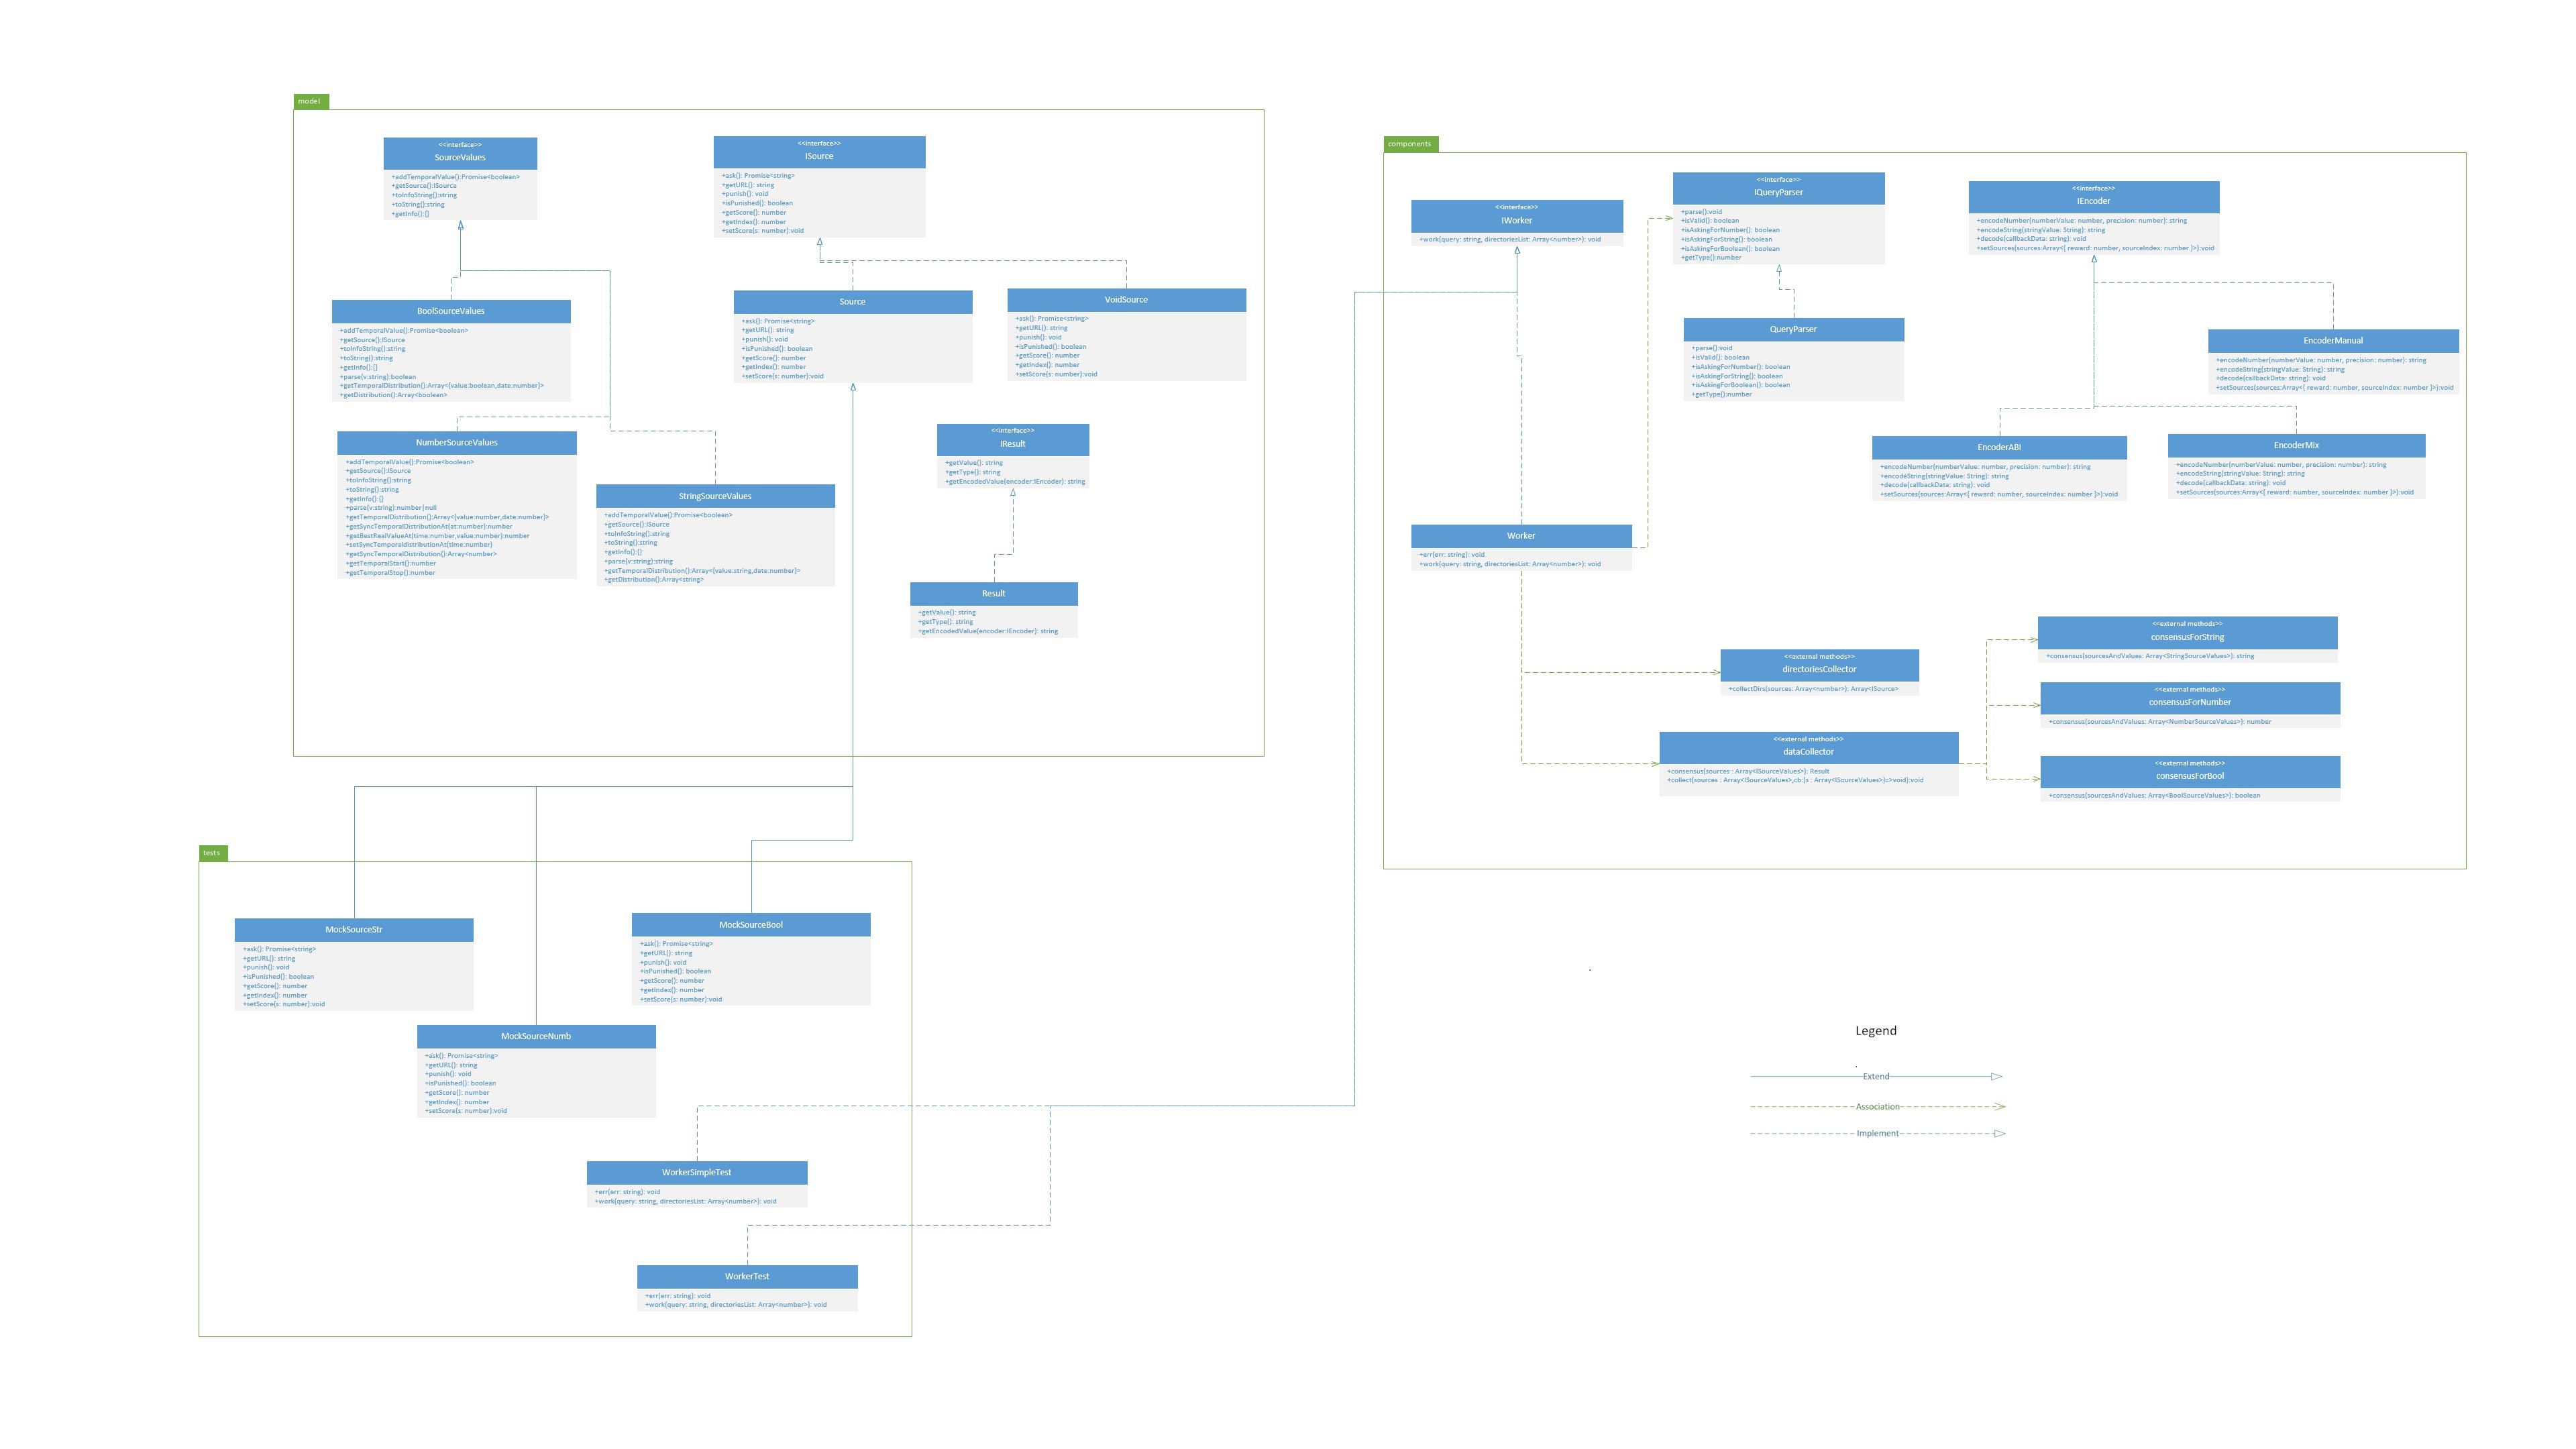 model
<<interface>>
SourceValues
+addTemporalValue():Promise<boolean>
+getSource():ISource
+toInfoString():string
+toString():string
+getInfo():{}
<<interface>>
ISource
+ask(): Promise<string>
+getURL(): string
+punish(): void
+isPunished(): boolean
+getScore(): number
+getIndex(): number
+setScore(s: number):void
BoolSourceValues
+addTemporalValue():Promise<boolean>
+getSource():ISource
+toInfoString():string
+toString():string
+getInfo():{}
+parse(v:string):boolean
+getTemporalDistribution():Array<{value:boolean,date:number]>
+getDistribution():Array<boolean>
Source
+ask(): Promise<string>
+getURL(): string
+punish(): void
+isPunished(): boolean
+getScore(): number
+getIndex(): number
+setScore(s: number):void
VoidSource
+ask(): Promise<string>
+getURL(): string
+punish(): void
+isPunished(): boolean
+getScore(): number
+getIndex(): number
+setScore(s: number):void
NumberSourceValues
+addTemporalValue():Promise<boolean>
+getSource():ISource
+toInfoString():string
+toString():string
+getInfo():{}
+parse(v:string):number|null
+getTemporalDistribution():Array<{value:number,date:number]>
+getSyncTemporalDistributionAt(at:number):number
+getBestRealValueAt(time:number,value:number):number
+setSyncTemporaldistributionAt(time:number)
+getSyncTemporalDistribution():Array<number>
+getTemporalStart():number
+getTemporalStop():number
StringSourceValues
+addTemporalValue():Promise<boolean>
+getSource():ISource
+toInfoString():string
+toString():string
+getInfo():{}
+parse(v:string):string
+getTemporalDistribution():Array<{value:string,date:number]>
+getDistribution():Array<string>
<<interface>>
IResult
+getValue(): string
+getType(): string
+getEncodedValue(encoder:IEncoder): string
Result
+getValue(): string
+getType(): string
+getEncodedValue(encoder:IEncoder): string
components
<<interface>>
IWorker
+work(query: string, directoriesList: Array<number>): void
<<interface>>
IQueryParser
+parse():void
+isValid(): boolean
+isAskingForNumber(): boolean
+isAskingForString(): boolean
+isAskingForBoolean(): boolean
+getType():number
<<interface>>
IEncoder
+encodeNumber(numberValue: number, precision: number): string
+encodeString(stringValue: String): string
+decode(callbackData: string): void
+setSources(sources:Array<{ reward: number, sourceIndex: number }>):void
QueryParser
+parse():void
+isValid(): boolean
+isAskingForNumber(): boolean
+isAskingForString(): boolean
+isAskingForBoolean(): boolean
+getType():number
EncoderManual
+encodeNumber(numberValue: number, precision: number): string
+encodeString(stringValue: String): string
+decode(callbackData: string): void
+setSources(sources:Array<{ reward: number, sourceIndex: number }>):void
EncoderABI
+encodeNumber(numberValue: number, precision: number): string
+encodeString(stringValue: String): string
+decode(callbackData: string): void
+setSources(sources:Array<{ reward: number, sourceIndex: number }>):void
EncoderMix
+encodeNumber(numberValue: number, precision: number): string
+encodeString(stringValue: String): string
+decode(callbackData: string): void
+setSources(sources:Array<{ reward: number, sourceIndex: number }>):void
Worker
+err(err: string): void
+work(query: string, directoriesList: Array<number>): void
<<external methods>>
directoriesCollector
+collectDirs(sources: Array<number>): Array<ISource>
<<external methods>>
dataCollector
+consensus(sources : Array<ISourceValues>): Result
+collect(sources : Array<ISourceValues>,cb:(s : Array<ISourceValues>)=>void):void
<<external methods>>
consensusForString
+consensus(sourcesAndValues: Array<StringSourceValues>): string
<<external methods>>
consensusForNumber
+consensus(sourcesAndValues: Array<NumberSourceValues>): number
<<external methods>>
consensusForBool
+consensus(sourcesAndValues: Array<BoolSourceValues>): boolean
tests
MockSourceStr
+ask(): Promise<string>
+getURL(): string
+punish(): void
+isPunished(): boolean
+getScore(): number
+getIndex(): number
+setScore(s: number):void
MockSourceBool
+ask(): Promise<string>
+getURL(): string
+punish(): void
+isPunished(): boolean
+getScore(): number
+getIndex(): number
+setScore(s: number):void
MockSourceNumb
+ask(): Promise<string>
+getURL(): string
+punish(): void
+isPunished(): boolean
+getScore(): number
+getIndex(): number
+setScore(s: number):void
WorkerSimpleTest
+err(err: string): void
+work(query: string, directoriesList: Array<number>): void
WorkerTest
+err(err: string): void
+work(query: string, directoriesList: Array<number>): void
Legend
Extend
Association
Implement